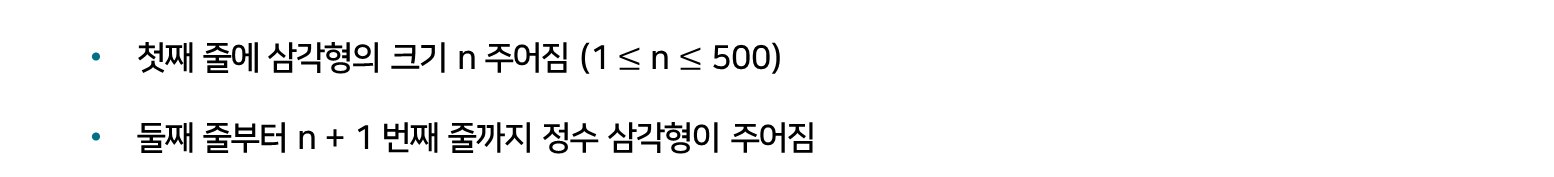 • 첫째 줄에 삼각형의 크기 n 주어짐 (1 ≤ n ≤ 500)
• 둘째 줄부터 n + 1 번째 줄까지 정수 삼각형이 주어짐